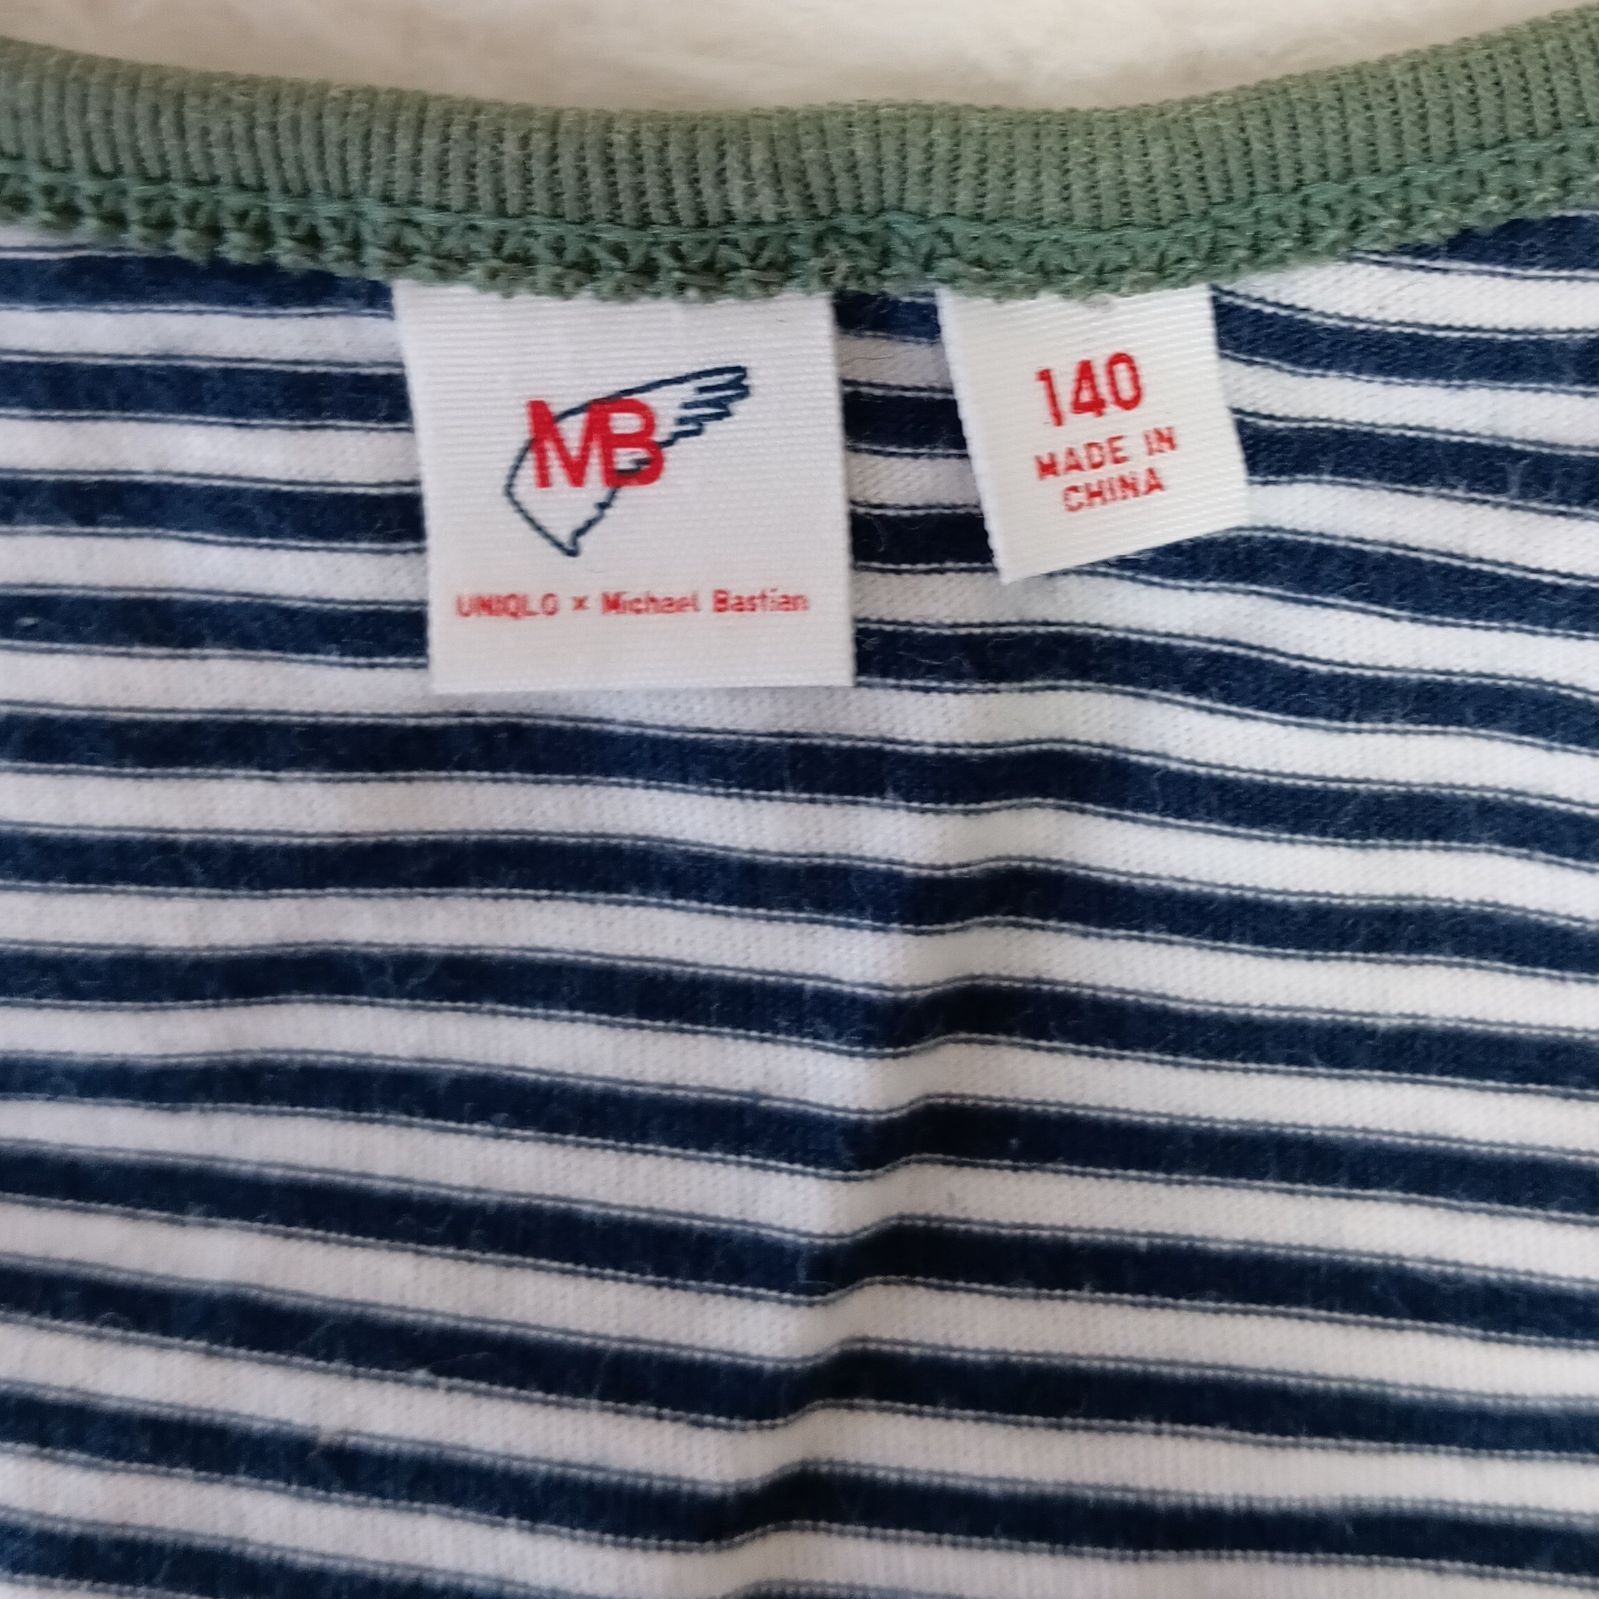 MB
UNIQLO × Michael Bastian
140
MADE IN
CHINA